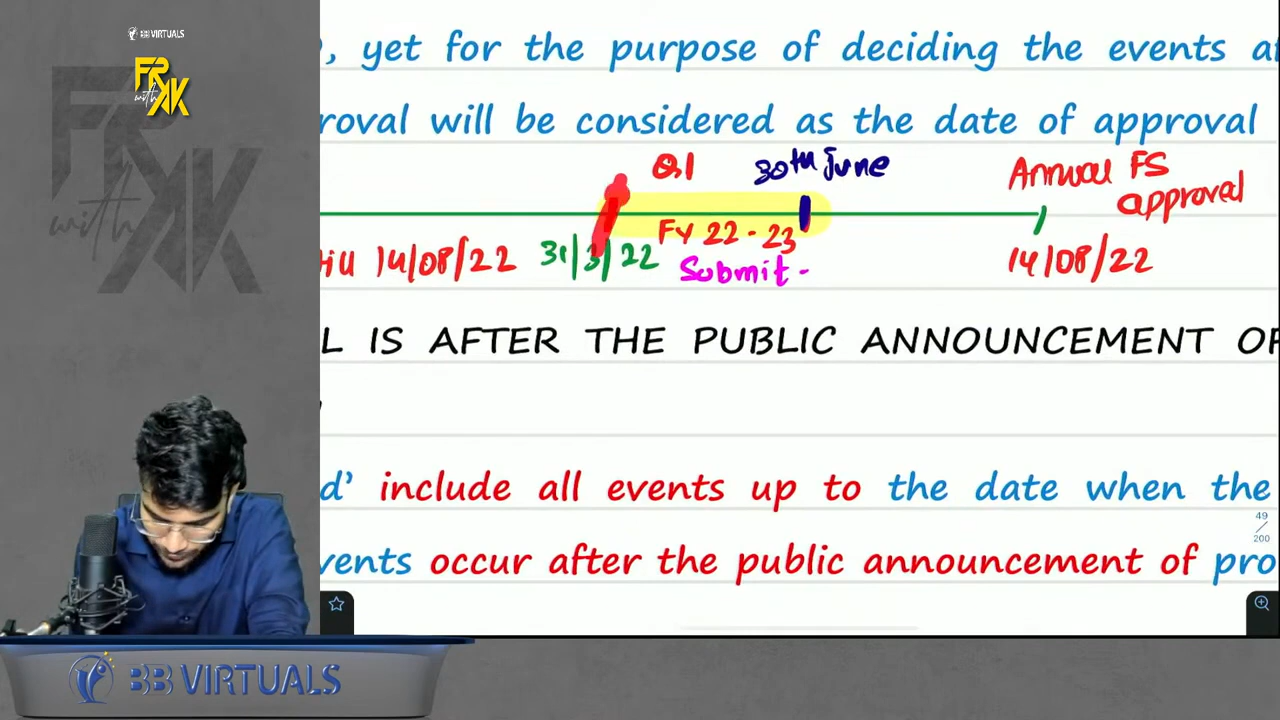 BB VIRTUALS
FR
with
AK
, yet for the purpose of deciding the events
roval will be considered as the date of approval
Q1
30th June
Annual FS
approval
FY 22-23
till 14/08/22
31/3/22
Submit -
14/08/22
L IS AFTER THE PUBLIC ANNOUNCEMENT OF
d' include all events up to the date when the
49
/
200
vents occur after the public announcement of pro
BB VIRTUALS